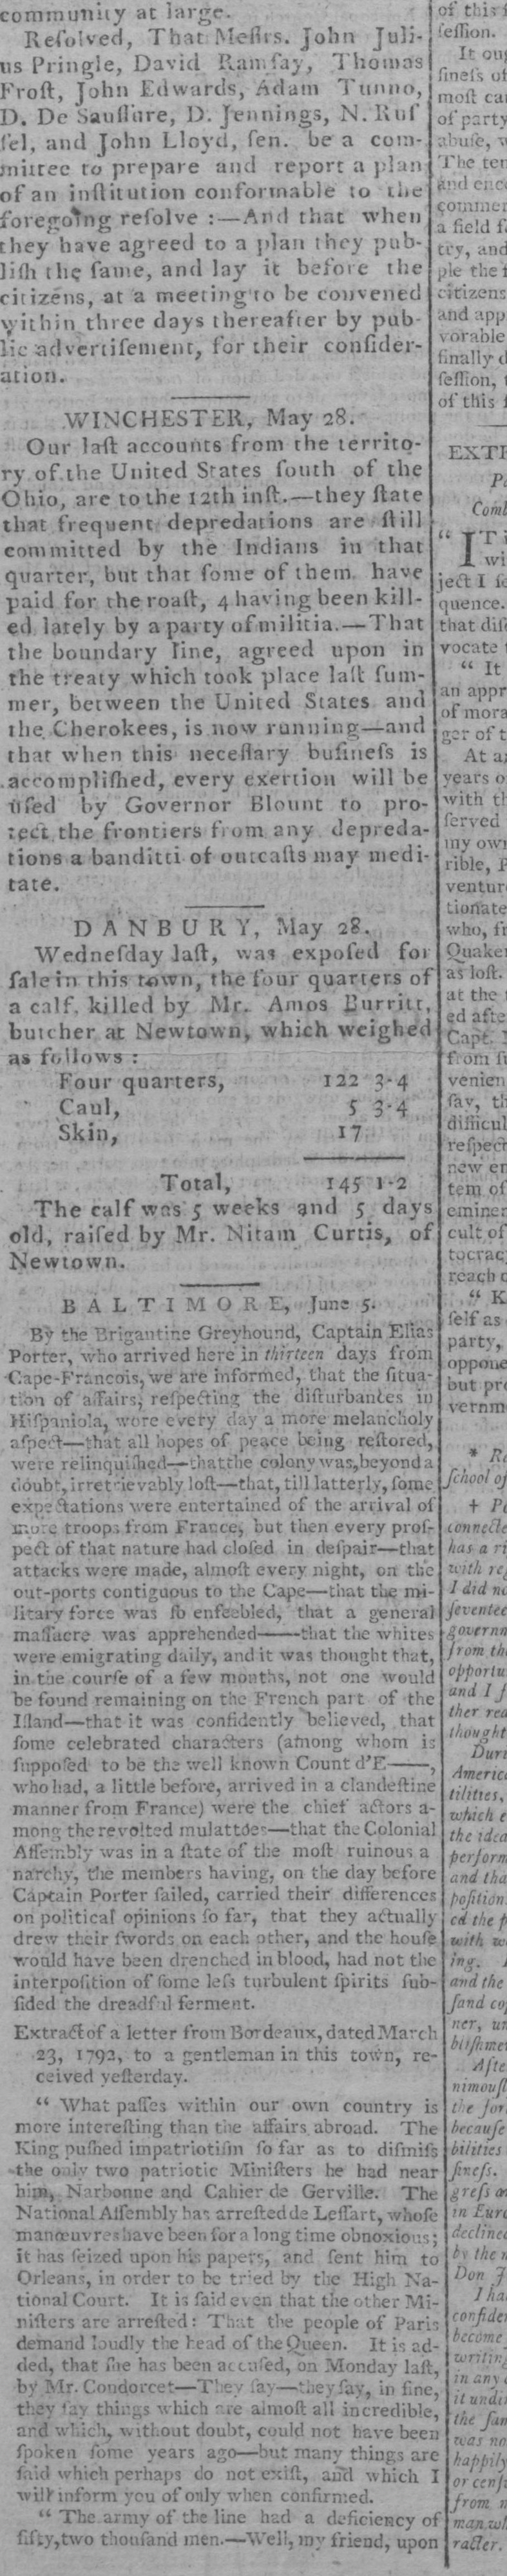 community at large.
Reſolved, That Meſſrs. John Juli-
us Pringle, David Ramſay, Thomas
Froſt, John Edwards, Adam Tunno,
D. De Sauſſure, D. Jennings, N. Ruſ
ſel, and John Lloyd, ſen. be a com-
mittee to prepare and report a plan
of an inſtitution conformable to the
foregoing reſolve :—And that when
they have agreed to a plan they pub-
liſh the ſame, and lay it before the
citizens, at a meeting to be convened
within three days thereafter by pub-
lic advertiſement, for their conſider-
ation.
WINCHESTER, May 28.
Our laſt accounts from the territo-
ry of the United States ſouth of the
Ohio, are to the 12th inſt.—they ſtate
that frequent depredations are ſtill
committed by the Indians in that
quarter, but that ſome of them have
paid for the roaſt, 4 having been kill-
ed lately by a party of militia.—That
the boundary line, agreed upon in
the treaty which took place laſt ſum-
mer, between the United States and
the Cherokees, is now running—and
that when this neceſſary buſineſs is
accompliſhed, every exertion will be
uſed by Governor Blount to pro-
tect the frontiers from any depreda-
tions a banditti of outcaſts may medi-
tate.
DANBURY, May 28.
Wedneſday laſt, was expoſed for
ſale in this town, the four quarters of
a calf, killed by Mr. Amos Burritt,
butcher at Newtown, which weighed
as follows :
Four quarters, 122 3-4
Caul, 5 3-4
Skin, 17
Total, 145 1-2
The calf was 5 weeks and 5 days
old, raiſed by Mr. Nitam Curtis, of
Newtown.
BALTIMORE, June 5.
By the Brigantine Greyhound, Captain Elias
Porter, who arrived here in thirteen days from
Cape-Francois, we are informed, that the ſitua-
tion of affairs, reſpecting the diſturbances in
Hiſpaniola, wore every day a more melancholy
aſpect—that all hopes of peace being reſtored,
were relinquiſhed—that the colony was, beyond a
doubt, irretrievably loſt—that, till latterly, ſome
expectations were entertained of the arrival of
more troops from France, but then every proſ-
pect of that nature had cloſed in deſpair—that
attacks were made, almoſt every night, on the
out-ports contiguous to the Cape—that the mi-
litary force was ſo enfeebled, that a general
maſſacre was apprehended——that the whites
were emigrating daily, and it was thought that,
in the courſe of a few months, not one would
be found remaining on the French part of the
Iſland—that it was confidently believed, that
ſome celebrated characters (among whom is
ſuppoſed to be the well known Count d'E——,
who had, a little before, arrived in a clandeſtine
manner from France) were the chief actors a-
mong the revolted mulattoes—that the Colonial
Aſſembly was in a ſtate of the moſt ruinous a
narchy, the members having, on the day before
Captain Porter ſailed, carried their differences
on political opinions ſo far, that they actually
drew their ſwords on each other, and the houſe
would have been drenched in blood, had not the
interpoſition of ſome leſs turbulent ſpirits ſub-
ſided the dreadful ferment.
Extract of a letter from Bordeaux, dated March
23, 1792, to a gentleman in this town, re-
ceived yeſterday.
“ What paſſes within our own country is
more intereſting than the affairs abroad. The
King puſhed impatriotiſm ſo far as to diſmiſs
the only two patriotic Miniſters he had near
him, Narbonne and Cahier de Gerville. The
National Aſſembly has arreſted de Leſſart, whoſe
manœuvres have been for a long time obnoxious;
it has ſeized upon his papers, and ſent him to
Orleans, in order to be tried by the High Na-
tional Court. It is ſaid even that the other Mi-
niſters are arreſted: That the people of Paris
demand loudly the head of the Queen. It is ad-
ded, that ſhe has been accuſed, on Monday laſt,
by Mr. Condorcet—They ſay—they ſay, in fine,
they ſay things which are almoſt all incredible,
and which, without doubt, could not have been
ſpoken ſome years ago—but many things are
ſaid which perhaps do not exiſt, and which I
will inform you of only when confirmed.
“ The army of the line had a deficiency of
fifty,two thouſand men.—Well, my friend, upon